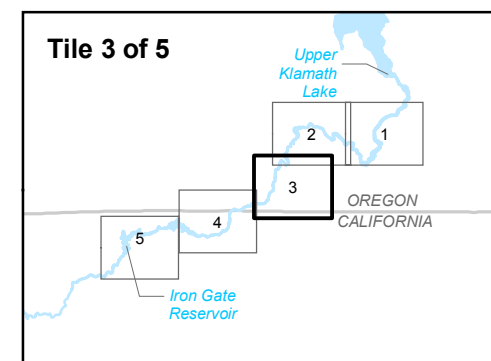 Tile 3 of 5
Upper
Klamath
Lake
2
1
3
OREGON
CALIFORNIA
4
5
Iron Gate
Reservoir